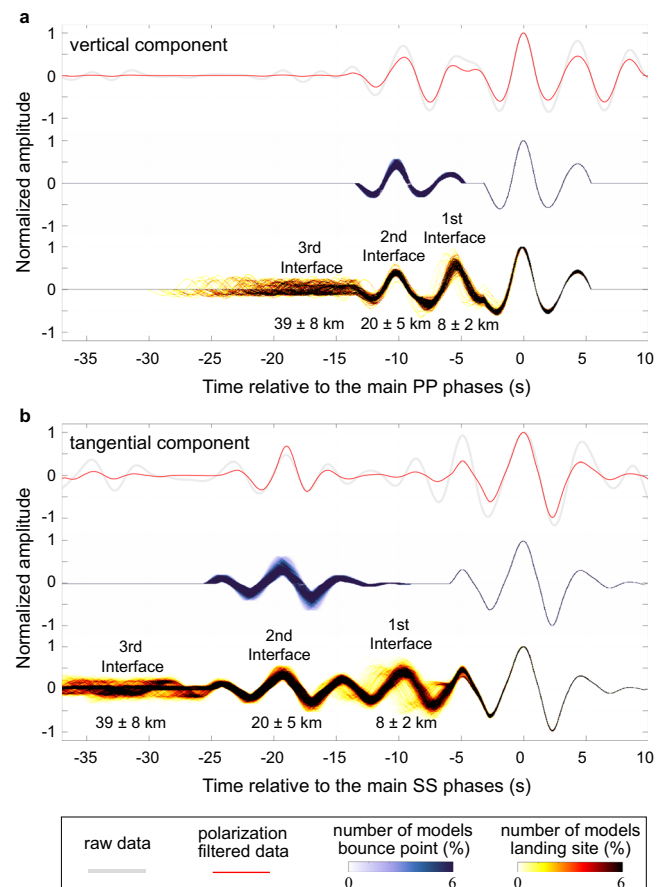 a
vertical component
1
0
-1
1
0
-1
1
0
-1
Normalized amplitude
3rd
Interface
2nd
Interface
1st
Interface
39 ± 8 km
20 ± 5 km
8 ± 2 km
-35 -30 -25 -20 -15 -10 -5 0 5 10
Time relative to the main PP phases (s)
b
tangential component
1
0
-1
1
0
-1
1
0
-1
Normalized amplitude
3rd
Interface
2nd
Interface
1st
Interface
39 ± 8 km
20 ± 5 km
8 ± 2 km
-35 -30 -25 -20 -15 -10 -5 0 5 10
Time relative to the main SS phases (s)
raw data
polarization
filtered data
number of models
bounce point (%)
0 6
number of models
landing site (%)
0 6